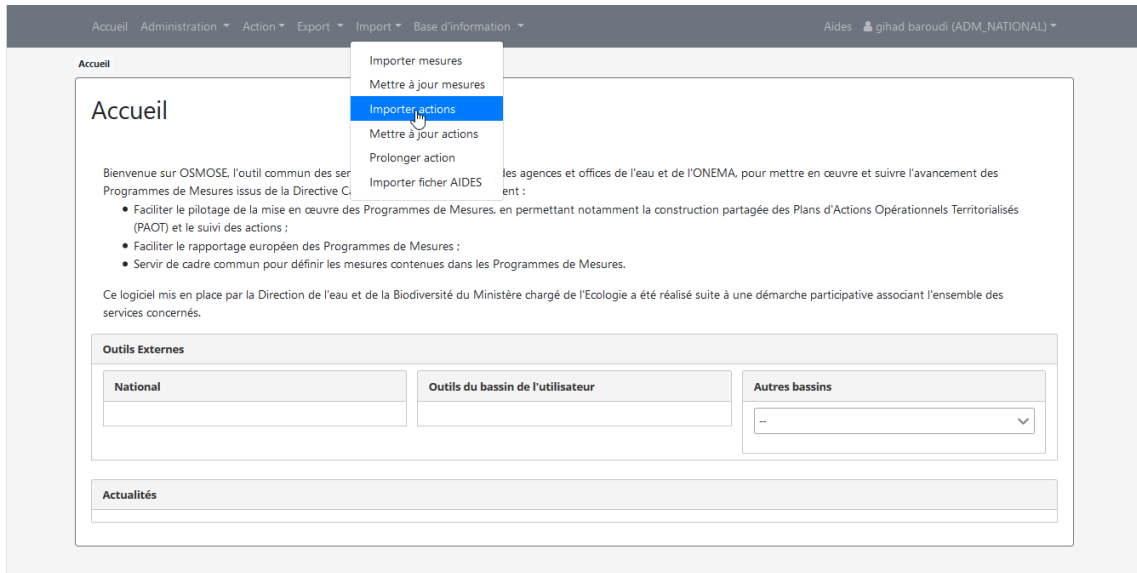 Accueil Administration Action Export Import Base d'information Aides gihad baroudi (ADM_NATIONAL)
Accueil
Importer mesures
Mettre à jour mesures
Importer actions
Mettre à jour actions
Prolonger action
Importer ficher AIDES
Accueil
Bienvenue sur OSMOSE, l'outil commun des ser des agences et offices de l'eau et de l'ONEMA, pour mettre en œuvre et suivre l'avancement des
Programmes de Mesures issus de la Directive Ca ent :
• Faciliter le pilotage de la mise en œuvre des Programmes de Mesures, en permettant notamment la construction partagée des Plans d'Actions Opérationnels Territorialisés
(PAOT) et le suivi des actions ;
• Faciliter le rapportage européen des Programmes de Mesures ;
• Servir de cadre commun pour définir les mesures contenues dans les Programmes de Mesures.
Ce logiciel mis en place par la Direction de l'eau et de la Biodiversité du Ministère chargé de l'Ecologie a été réalisé suite à une démarche participative associant l'ensemble des
services concernés.
Outils Externes
National
Outils du bassin de l'utilisateur
Autres bassins
--
Actualités